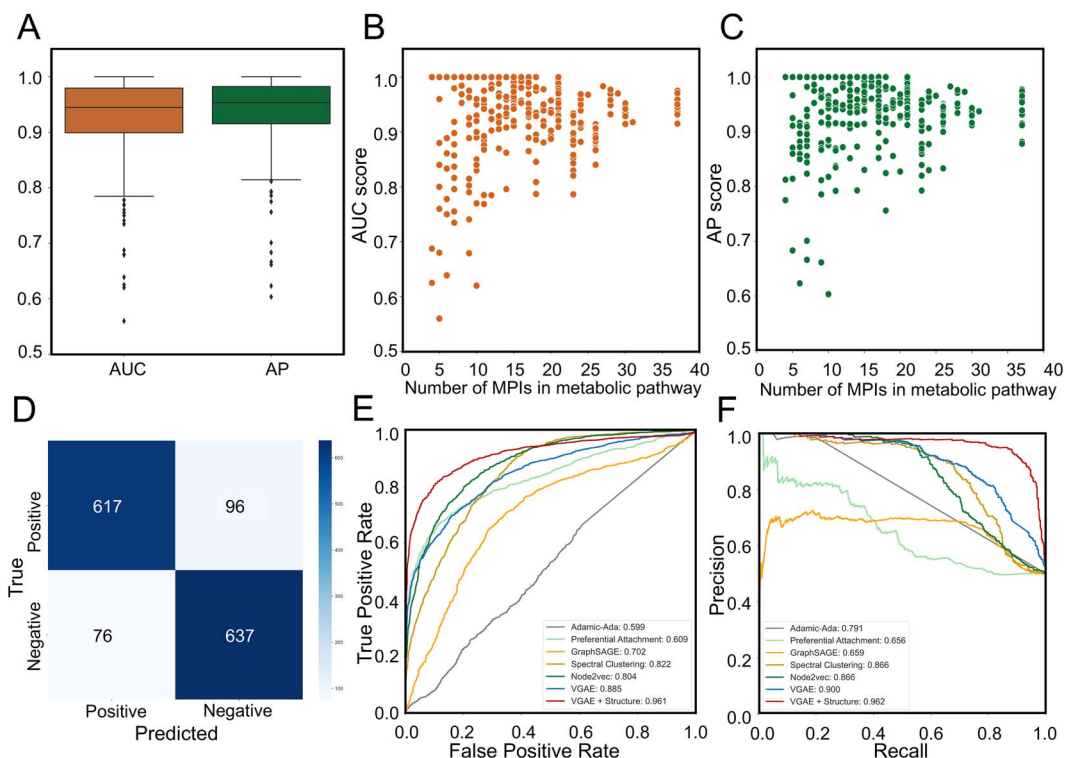 A
1.0
0.9
0.8
0.7
0.6
0.5
AUC
AP
B
AUC score
1.0
0.9
0.8
0.7
0.6
0.5
5
10
15
20
25
30
35
40
Number of MPIs in metabolic pathway
C
AP score
1.0
0.9
0.8
0.7
0.6
0.5
5
10
15
20
25
30
35
40
Number of MPIs in metabolic pathway
D
True
Positive
Negative
617
96
76
637
Positive
Negative
Predicted
600
500
400
300
200
100
E
True Positive Rate
1.0
0.8
0.6
0.4
0.2
0.0
Adamic-Ada: 0.599
Preferential Attachment: 0.609
GraphSAGE: 0.702
Spectral Clustering: 0.822
Node2vec: 0.804
VGAE: 0.885
VGAE + Structure: 0.961
0.0
0.2
0.4
0.6
0.8
1.0
False Positive Rate
F
Precision
1.0
0.8
0.6
0.4
0.2
0.0
Adamic-Ada: 0.791
Preferential Attachment: 0.656
GraphSAGE: 0.659
Spectral Clustering: 0.866
Node2vec: 0.866
VGAE: 0.900
VGAE + Structure: 0.962
0.0
0.2
0.4
0.6
0.8
1.0
Recall